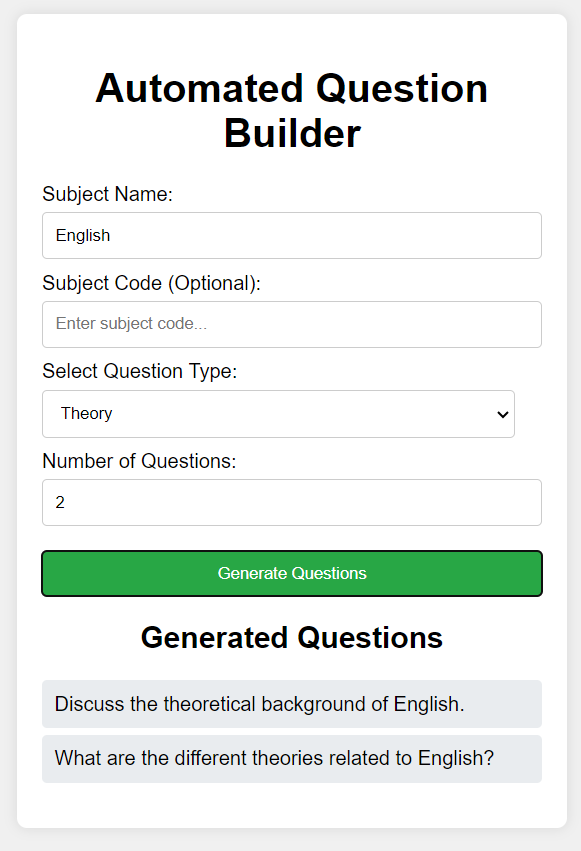 Automated Question
Builder
Subject Name:
English
Subject Code (Optional):
Enter subject code...
Select Question Type:
Theory
Number of Questions:
2
Generate Questions
Generated Questions
Discuss the theoretical background of English.
What are the different theories related to English?